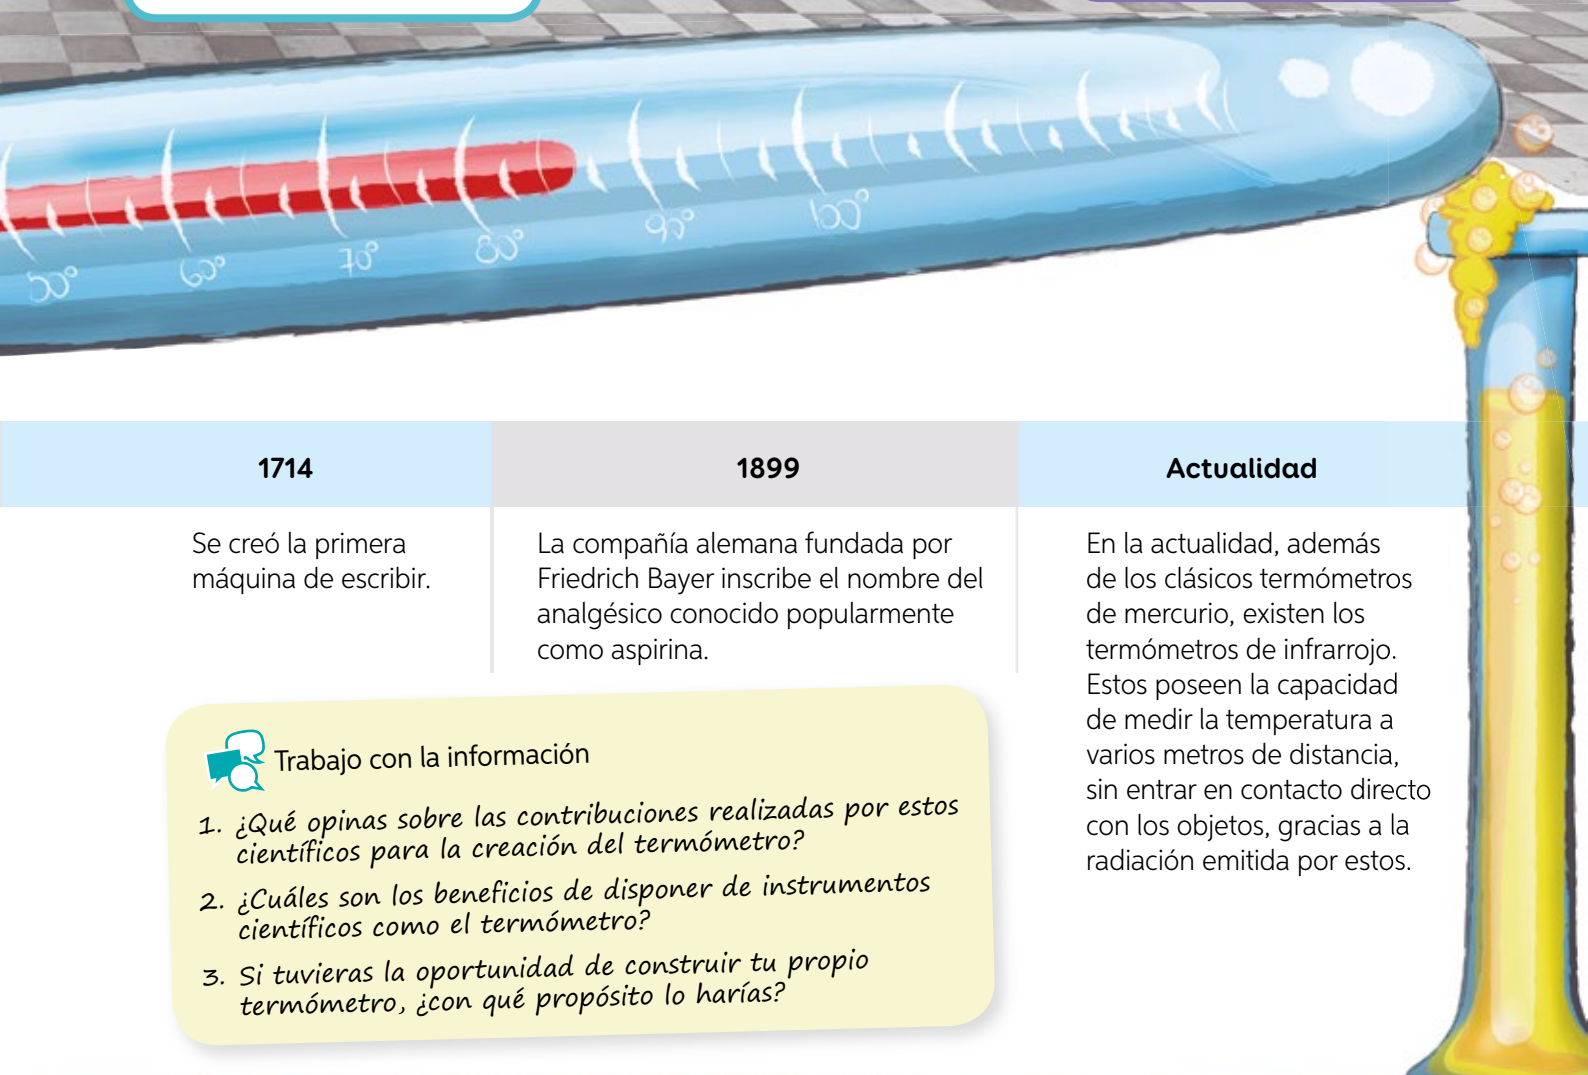 50°
60°
70°
80°
90°
100°
1714
Se creó la primera
máquina de escribir.
1899
La compañía alemana fundada por
Friedrich Bayer inscribe el nombre del
analgésico conocido popularmente
como aspirina.
Actualidad
En la actualidad, además
de los clásicos termómetros
de mercurio, existen los
termómetros de infrarrojo.
Estos poseen la capacidad
de medir la temperatura a
varios metros de distancia,
sin entrar en contacto directo
con los objetos, gracias a la
radiación emitida por estos.
Trabajo con la información
1. ¿Qué opinas sobre las contribuciones realizadas por estos
científicos para la creación del termómetro?
2. ¿Cuáles son los beneficios de disponer de instrumentos
científicos como el termómetro?
3. Si tuvieras la oportunidad de construir tu propio
termómetro, ¿con qué propósito lo harías?